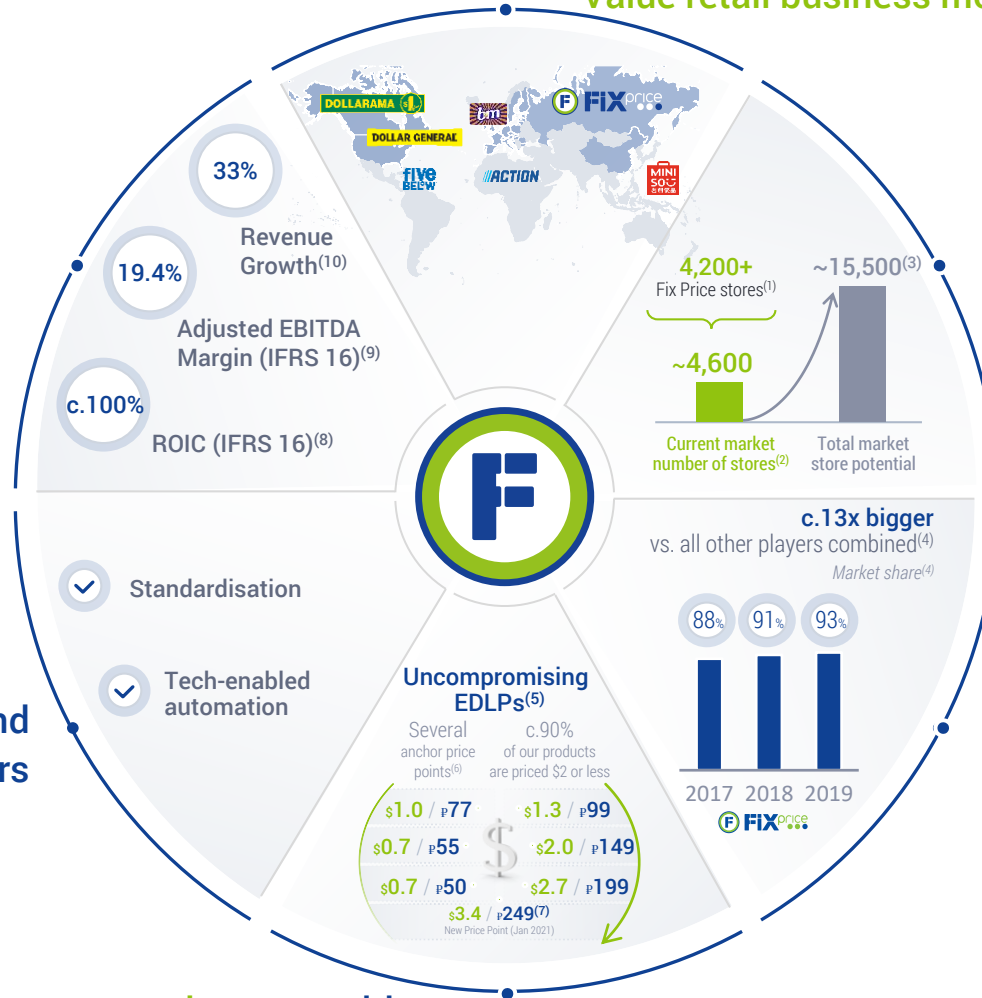 Value retail business mo
DOLLARAMA
DOLLAR GENERAL
five
BELOW
b&m
ACTION
F FiXprice
MINI
SO
33%
Revenue
Growth(10)
19.4%
Adjusted EBITDA
Margin (IFRS 16)(9)
c.100%
ROIC (IFRS 16)(8)
4,200+
Fix Price stores(1)
~15,500(3)
~4,600
Current market
number of stores(2)
Total market
store potential
F
c.13x bigger
vs. all other players combined(4)
Market share(4)
88% 91% 93%
2017 2018 2019
F FiXprice
Standardisation
Tech-enabled
automation
nd
rs
Uncompromising
EDLPs(5)
Several
anchor price
points(6)
c.90%
of our products
are priced $2 or less
$
$1.0 / ₽77 $1.3 / ₽99
$0.7 / ₽55 $2.0 / ₽149
$0.7 / ₽50 $2.7 / ₽199
$3.4 / ₽249(7)
New Price Point (Jan 2021)